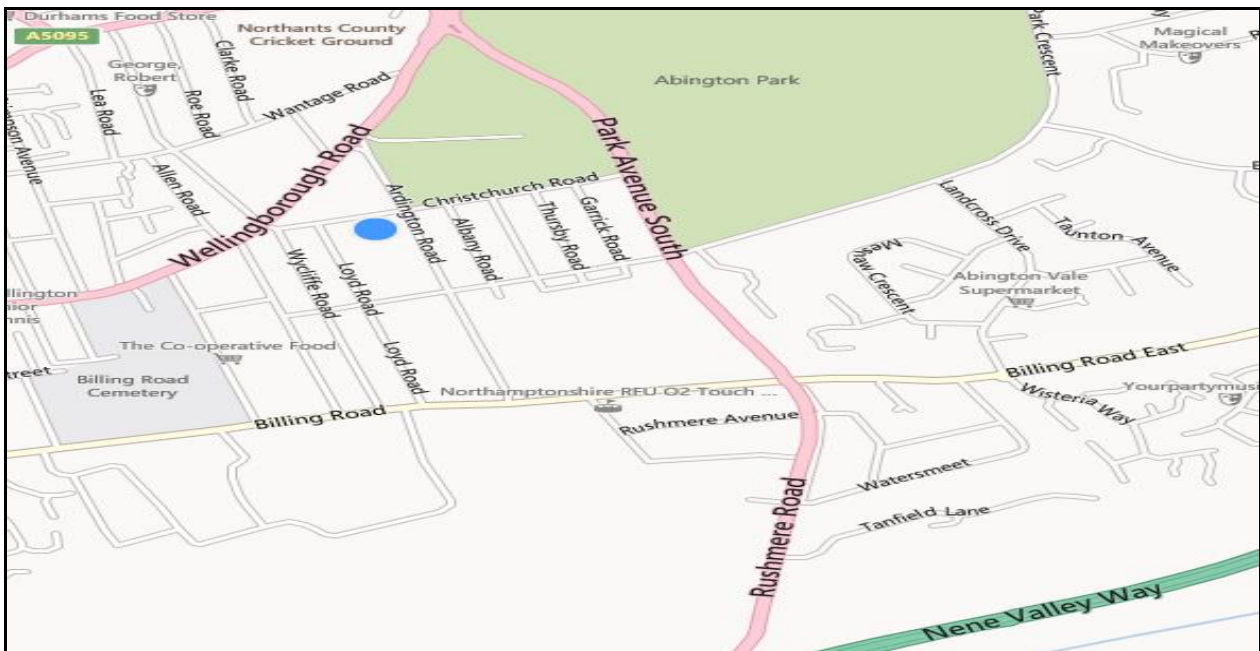 Durhams Food Store
A5095
Northants County
Cricket Ground
Clarke Road
George,
Robert
Roe Road
Lea Road
Wantage Road
Abington Park
Park Crescent
Magical
Makeovers
Allen Road
Wellingborough Road
Park Avenue South
Christchurch Road
Ardington Road
Albany Road
Thursby Road
Garrick Road
Landcross Drive
Taunton Avenue
Wycliffe Road
Loyd Road
Abington Vale
Supermarket
The Co-operative Food
Loyd Road
Billing Road
Cemetery
Billing Road
Northamptonshire RFU O2 Touch ...
Billing Road East
Rushmere Avenue
Wisteria Way
Watersmeet
Tanfield Lane
Rushmere Road
Nene Valley Way